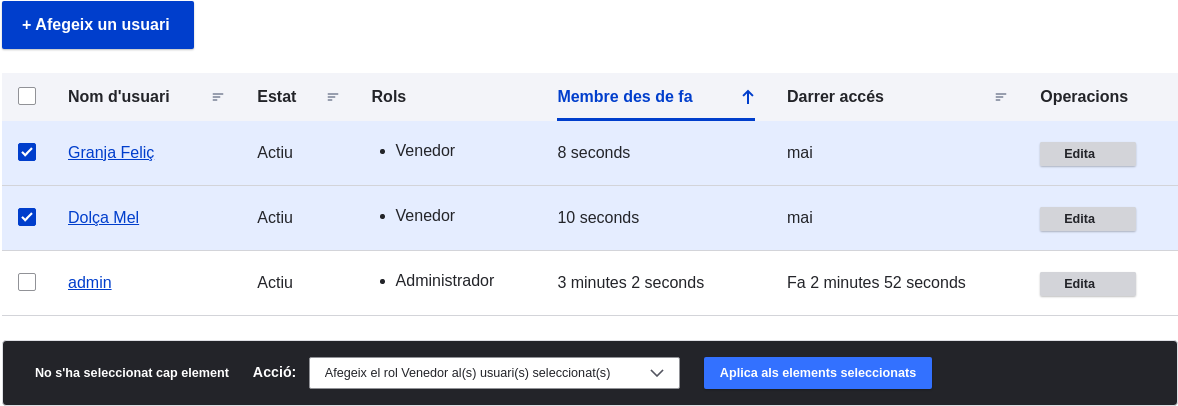 + Afegeix un usuari
Nom d'usuari Estat Rols Membre des de fa Darrer accés Operacions
Granja Feliç Actiu • Venedor 8 seconds mai Edita
Dolça Mel Actiu • Venedor 10 seconds mai Edita
admin Actiu • Administrador 3 minutes 2 seconds Fa 2 minutes 52 seconds Edita
No s'ha seleccionat cap element Acció: Afegeix el rol Venedor al(s) usuari(s) seleccionat(s) Aplica als elements seleccionats